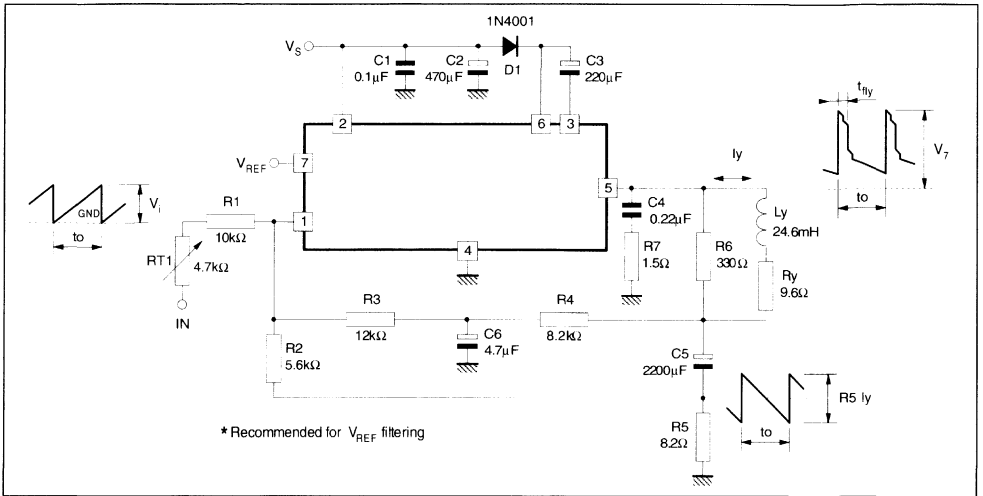 1N4001
VS
C1
0.1µF
C2
470µF
D1
C3
220µF
2
6
3
tfly
V7
to
VREF
7
Iy
5
Vi
GND
to
R1
10kΩ
1
RT1
4.7kΩ
IN
4
C4
0.22µF
R7
1.5Ω
R6
330Ω
Ly
24.6mH
Ry
9.6Ω
R3
12kΩ
C6
4.7µF
R4
8.2kΩ
R2
5.6kΩ
C5
2200µF
R5
8.2Ω
R5 Iy
to
* Recommended for VREF filtering